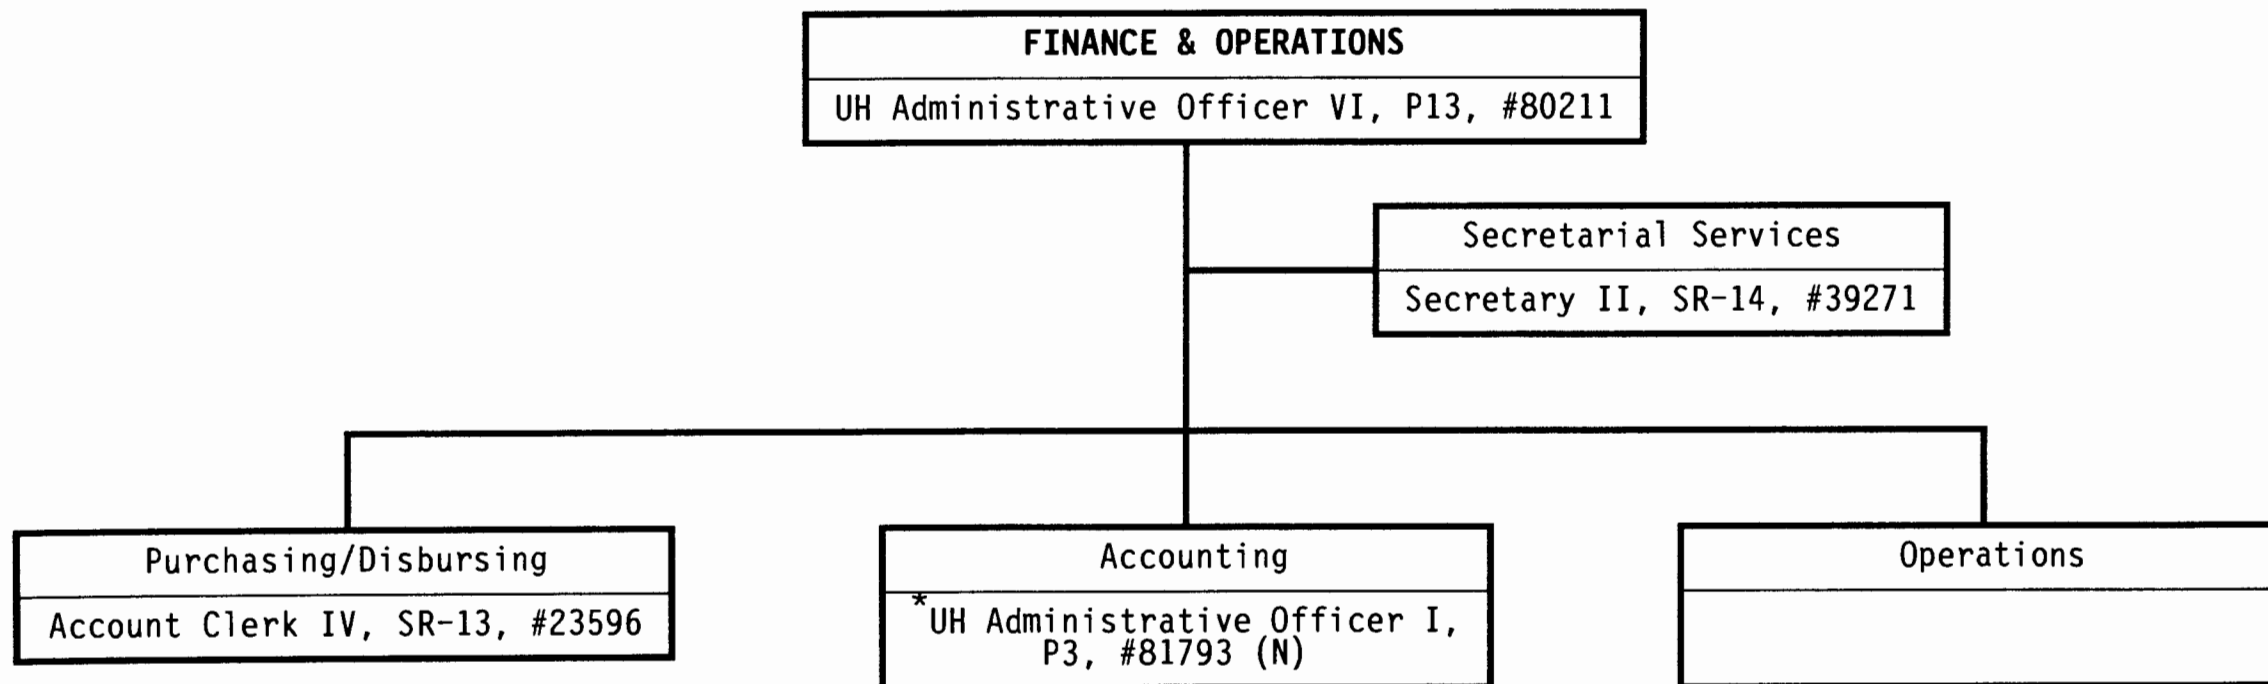 FINANCE & OPERATIONS
UH Administrative Officer VI, P13, #80211
Secretarial Services
Secretary II, SR-14, #39271
Purchasing/Disbursing
Account Clerk IV, SR-13, #23596
Accounting
*UH Administrative Officer I,
P3, #81793 (N)
Operations